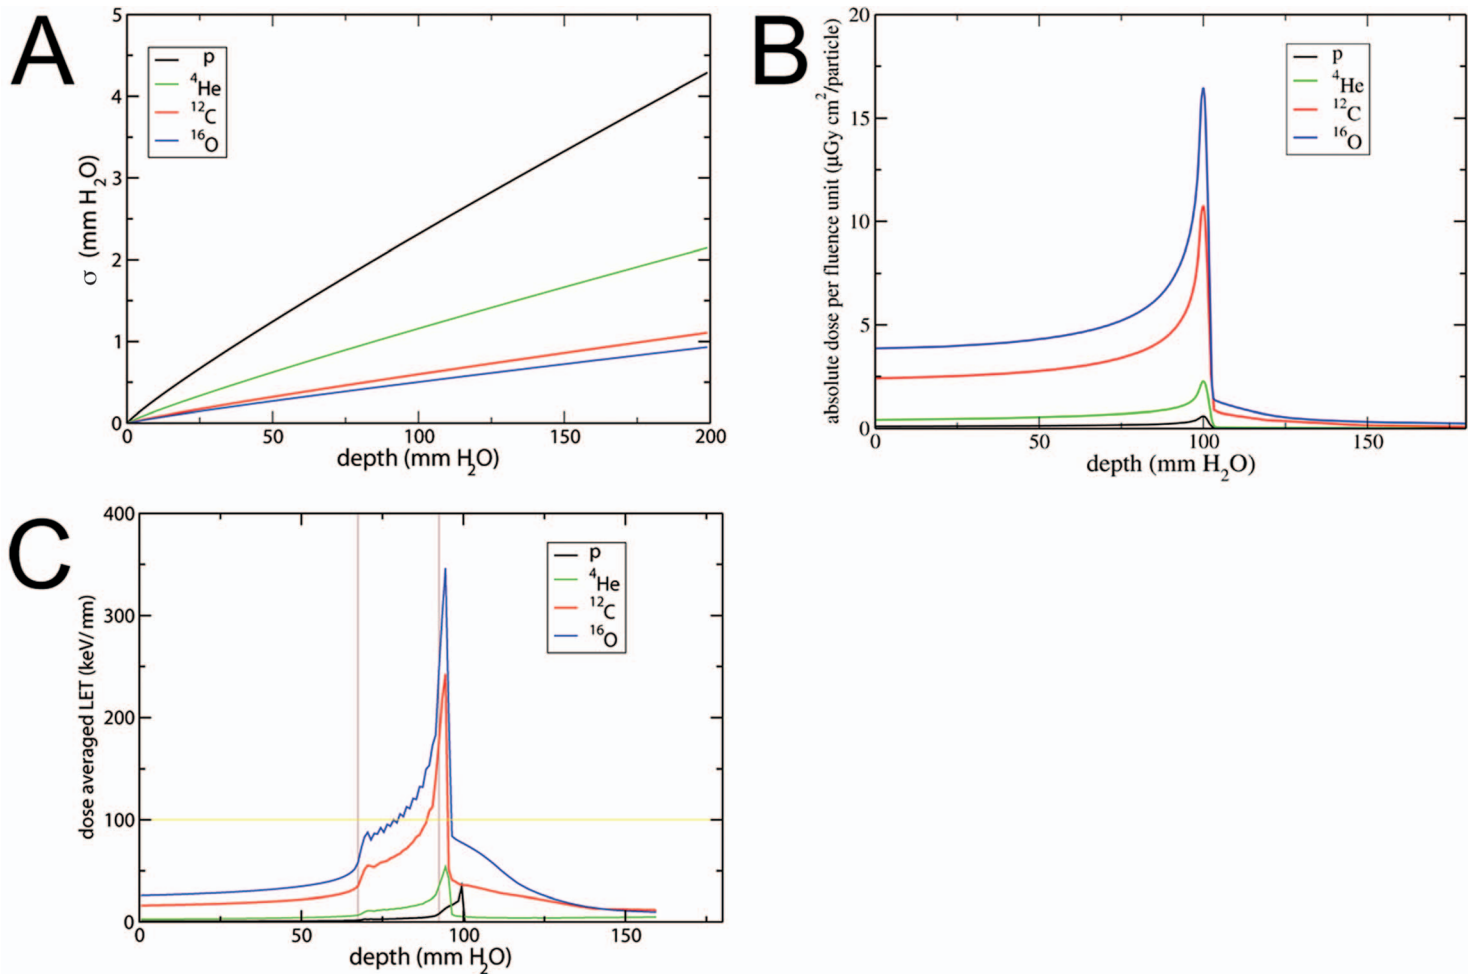 A
σ (mm H2O)
5
4
3
2
1
0
p
4He
12C
16O
0 50 100 150 200
depth (mm H2O)
B
absolute dose per fluence unit (μGy cm2/particle)
20
15
10
5
0
p
4He
12C
16O
0 50 100 150
depth (mm H2O)
C
dose averaged LET (keV/mm)
400
300
200
100
0
p
4He
12C
16O
0 50 100 150
depth (mm H2O)